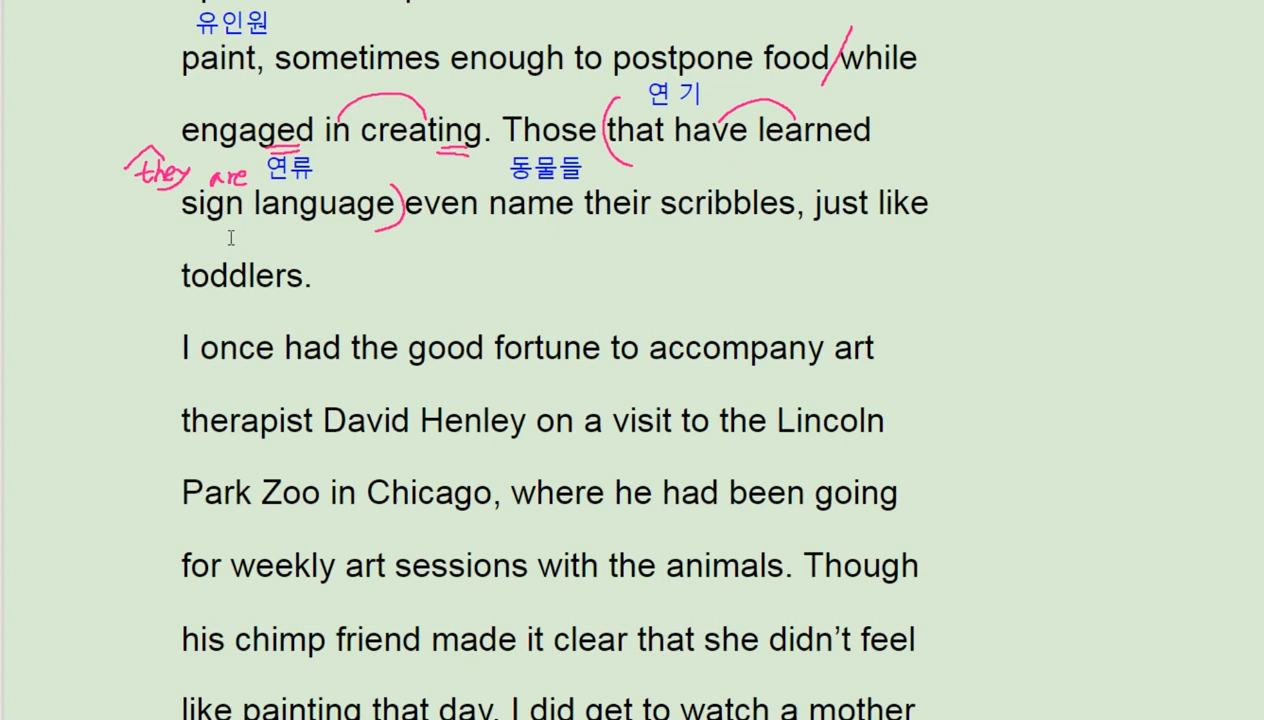 유인원
paint, sometimes enough to postpone food / while
연 기
engaged in creating. Those (that have learned
they are 연류 동물들
sign language) even name their scribbles, just like
toddlers.
I once had the good fortune to accompany art
therapist David Henley on a visit to the Lincoln
Park Zoo in Chicago, where he had been going
for weekly art sessions with the animals. Though
his chimp friend made it clear that she didn’t feel
like painting that day, I did get to watch a mother